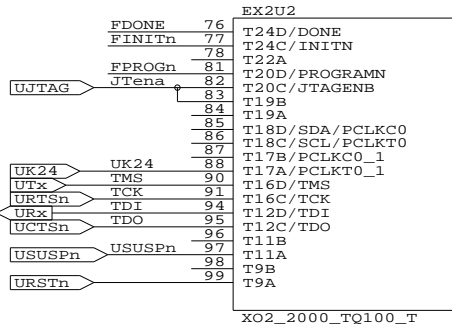 EX2U2
FDONE 76 T24D/DONE
FINITn 77 T24C/INITN
78 T22A
FPROGn 81 T20D/PROGRAMN
UJTAG JTena 82 T20C/JTAGENB
83 T19B
84 T19A
85 T18D/SDA/PCLKC0
86 T18C/SCL/PCLKT0
87 T17B/PCLKC0_1
UK24 UK24 88 T17A/PCLKT0_1
UTx TMS 90 T16D/TMS
URTSn TCK 91 T16C/TCK
URx TDI 94 T12D/TDI
UCTSn TDO 95 T12C/TDO
96 T11B
USUSPn USUSPn 97 T11A
98 T9B
URSTn 99 T9A
XO2_2000_TQ100_T